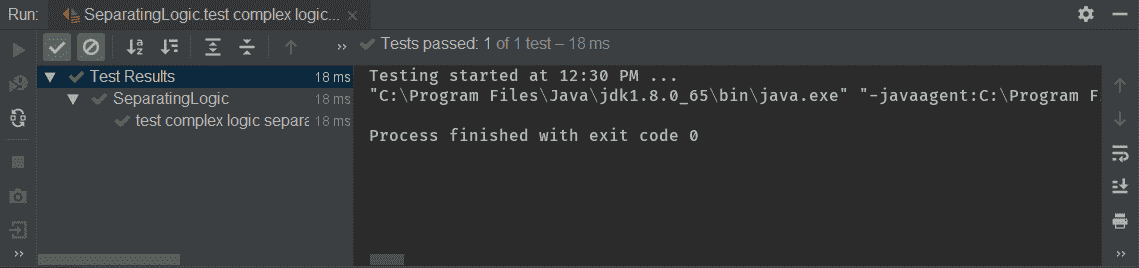 Run: SeparatingLogic.test complex logic...
Tests passed: 1 of 1 test – 18 ms
Test Results 18 ms
SeparatingLogic 18 ms
test complex logic separa 18 ms
Testing started at 12:30 PM ...
"C:\Program Files\Java\jdk1.8.0_65\bin\java.exe" "-javaagent:C:\Program F
Process finished with exit code 0